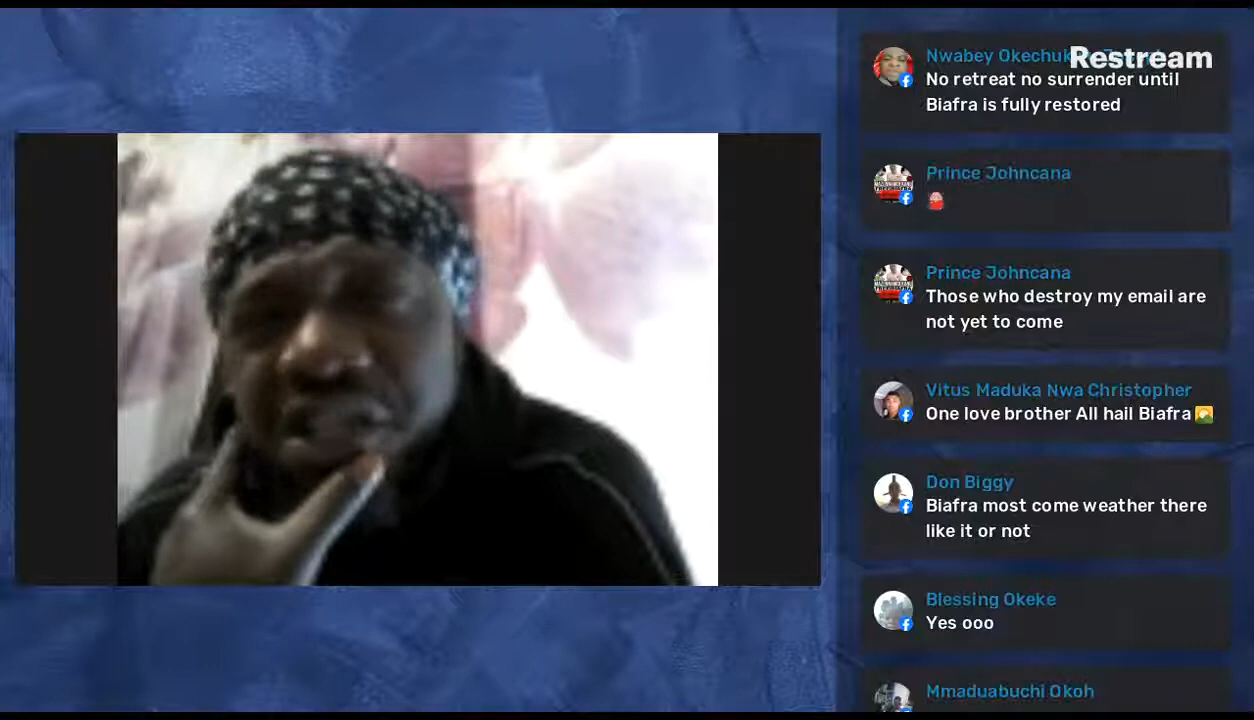 Nwabey Okechuk
Restream
No retreat no surrender until
Biafra is fully restored
Prince Johncana
Prince Johncana
Those who destroy my email are
not yet to come
Vitus Maduka Nwa Christopher
One love brother All hail Biafra
Don Biggy
Biafra most come weather there
like it or not
Blessing Okeke
Yes ooo
Mmaduabuchi Okoh